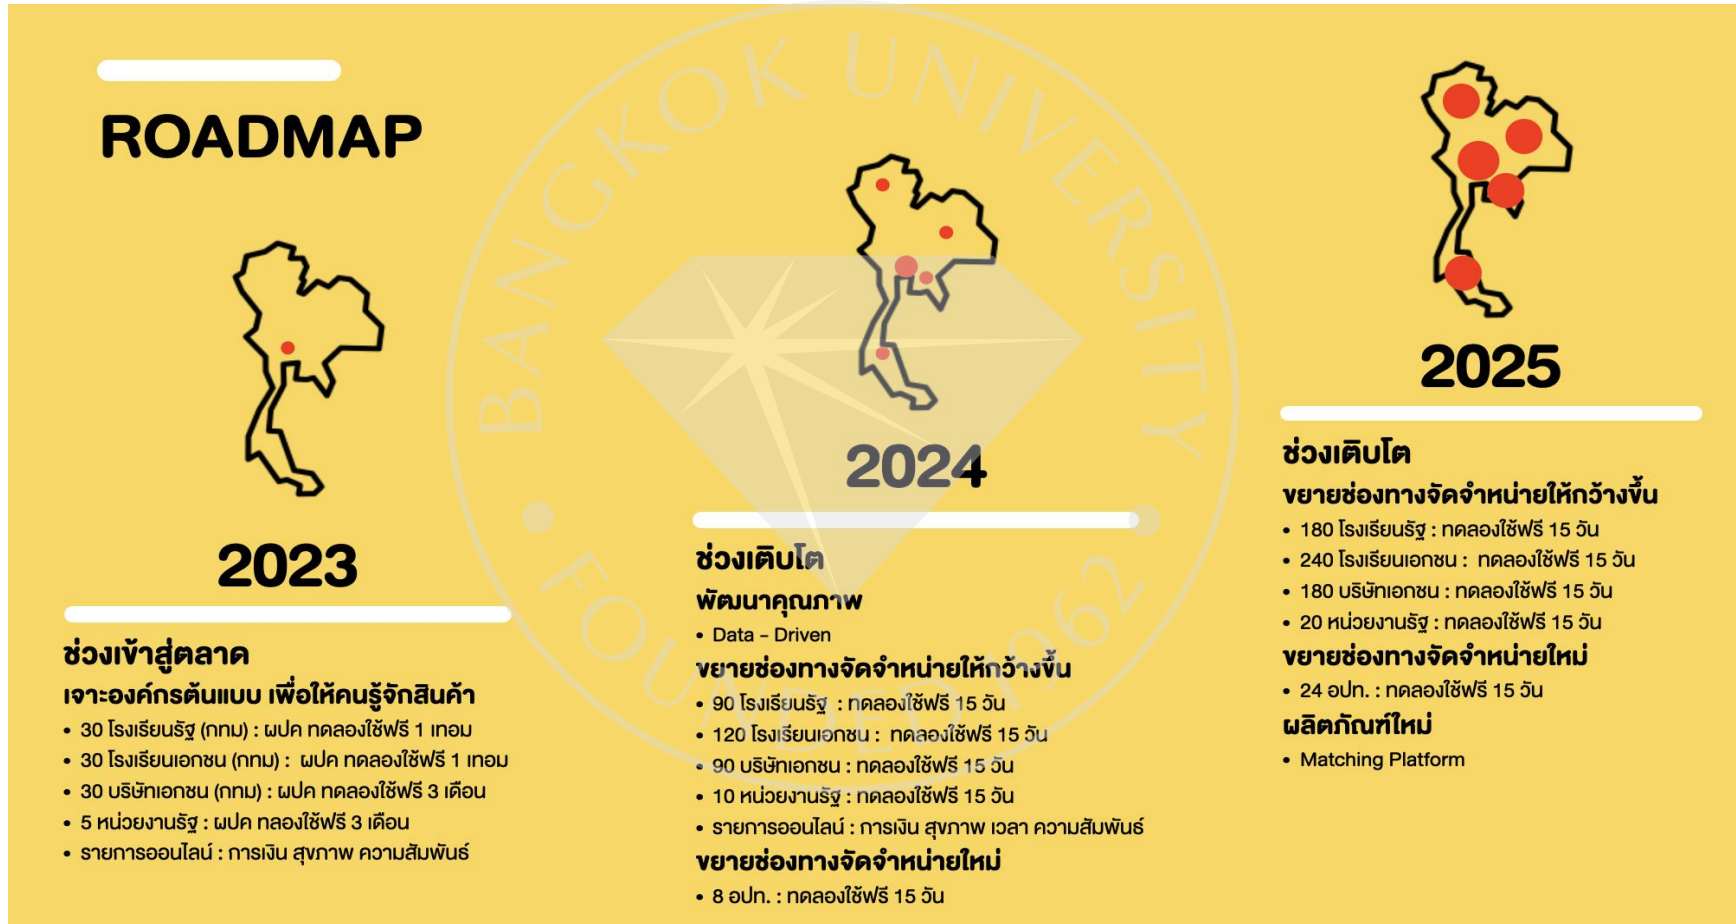 ROADMAP
2023
ช่วงเข้าสู่ตลาด
เจาะองค์กรต้นแบบ เพื่อให้คนรู้จักสินค้า
• 30 โรงเรียนรัฐ (กทม) : ผปค ทดลองใช้ฟรี 1 เทอม
• 30 โรงเรียนเอกชน (กทม) : ผปค ทดลองใช้ฟรี 1 เทอม
• 30 บริษัทเอกชน (กทม) : ผปค ทดลองใช้ฟรี 3 เดือน
• 5 หน่วยงานรัฐ : ผปค ทลองใช้ฟรี 3 เดือน
• รายการออนไลน์ : การเงิน สุขภาพ ความสัมพันธ์
2024
ช่วงเติบโต
พัฒนาคุณภาพ
• Data - Driven
ขยายช่องทางจัดจำหน่ายให้กว้างขึ้น
• 90 โรงเรียนรัฐ : ทดลองใช้ฟรี 15 วัน
• 120 โรงเรียนเอกชน : ทดลองใช้ฟรี 15 วัน
• 90 บริษัทเอกชน : ทดลองใช้ฟรี 15 วัน
• 10 หน่วยงานรัฐ : ทดลองใช้ฟรี 15 วัน
• รายการออนไลน์ : การเงิน สุขภาพ เวลา ความสัมพันธ์
ขยายช่องทางจัดจำหน่ายใหม่
• 8 อปท. : ทดลองใช้ฟรี 15 วัน
2025
ช่วงเติบโต
ขยายช่องทางจัดจำหน่ายให้กว้างขึ้น
• 180 โรงเรียนรัฐ : ทดลองใช้ฟรี 15 วัน
• 240 โรงเรียนเอกชน : ทดลองใช้ฟรี 15 วัน
• 180 บริษัทเอกชน : ทดลองใช้ฟรี 15 วัน
• 20 หน่วยงานรัฐ : ทดลองใช้ฟรี 15 วัน
ขยายช่องทางจัดจำหน่ายใหม่
• 24 อปท. : ทดลองใช้ฟรี 15 วัน
ผลิตภัณฑ์ใหม่
• Matching Platform
BANGKOK UNIVERSITY
• FOUNDED 1962 •